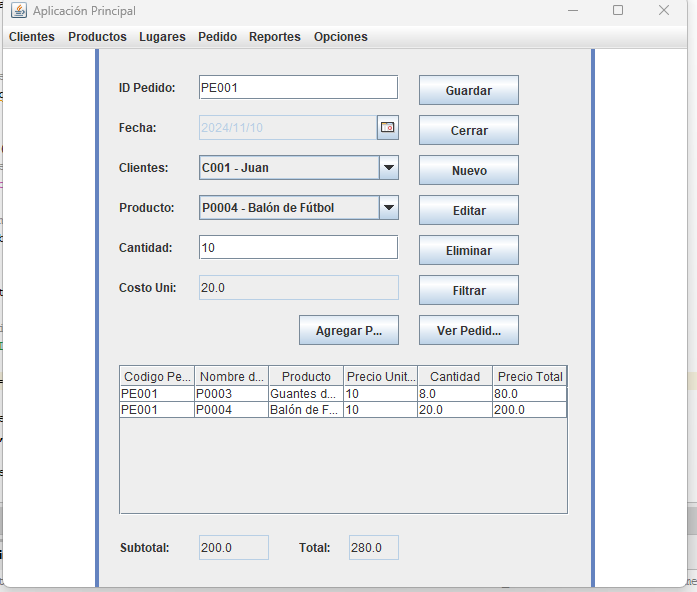 Aplicación Principal
Clientes Productos Lugares Pedido Reportes Opciones
ID Pedido: PE001 Guardar
Fecha: 2024/11/10 Cerrar
Clientes: C001 - Juan Nuevo
Producto: P0004 - Balón de Fútbol Editar
Cantidad: 10 Eliminar
Costo Uni: 20.0 Filtrar
Agregar P... Ver Pedid...
Codigo Pe... Nombre d... Producto Precio Unit... Cantidad Precio Total
PE001 P0003 Guantes d... 10 8.0 80.0
PE001 P0004 Balón de F... 10 20.0 200.0
Subtotal: 200.0 Total: 280.0